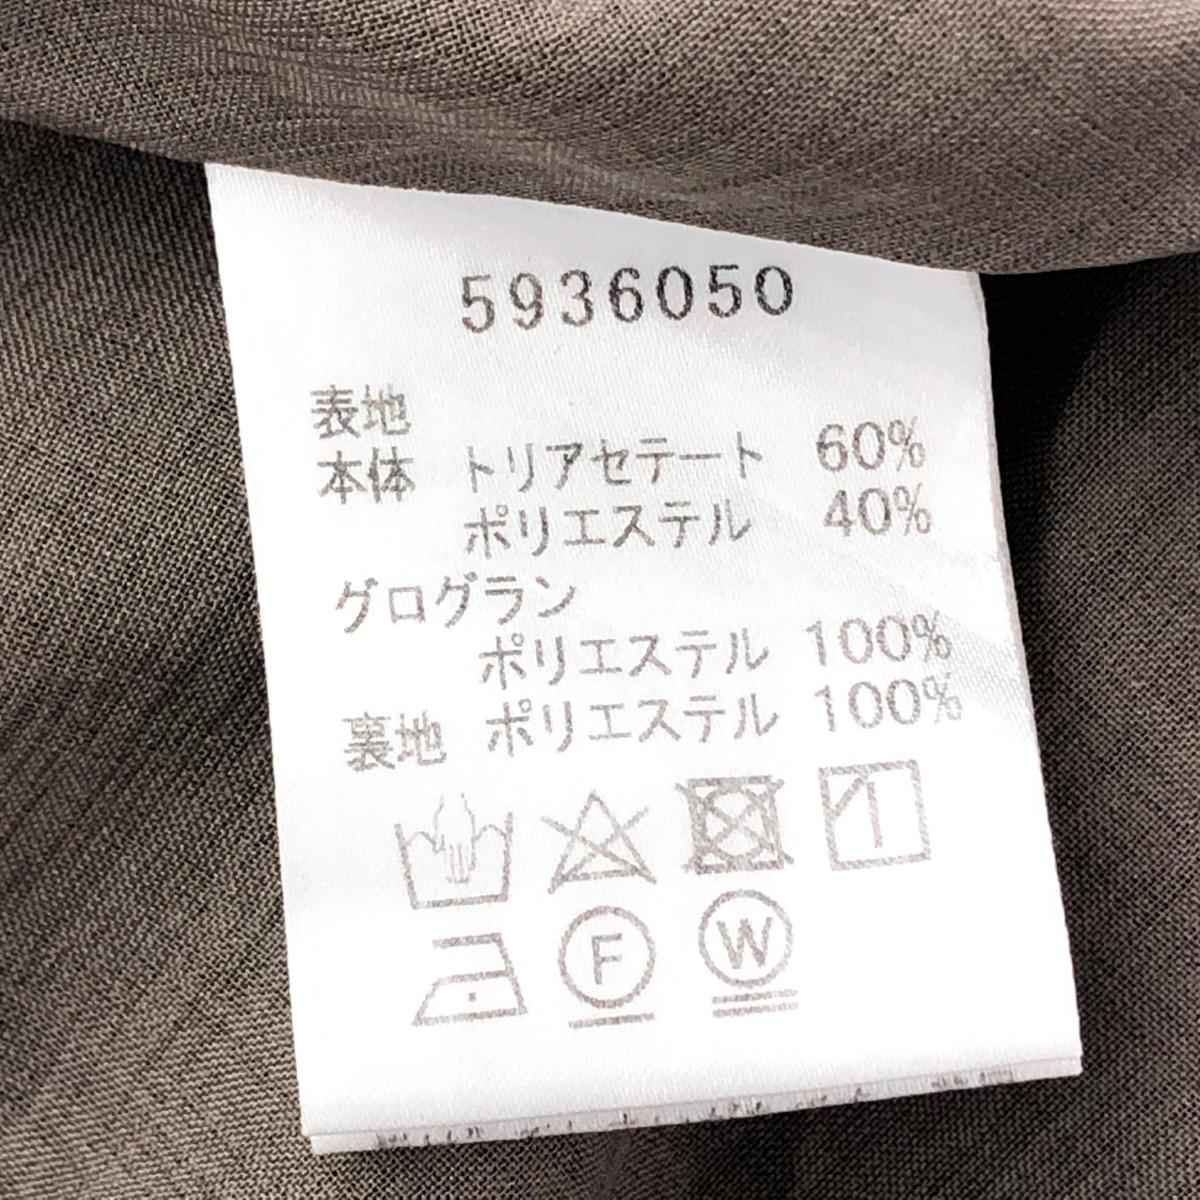 5936050
表地
本体 トリアセテート 60%
ポリエステル 40%
グログラン
ポリエステル 100%
裏地 ポリエステル 100%
F W